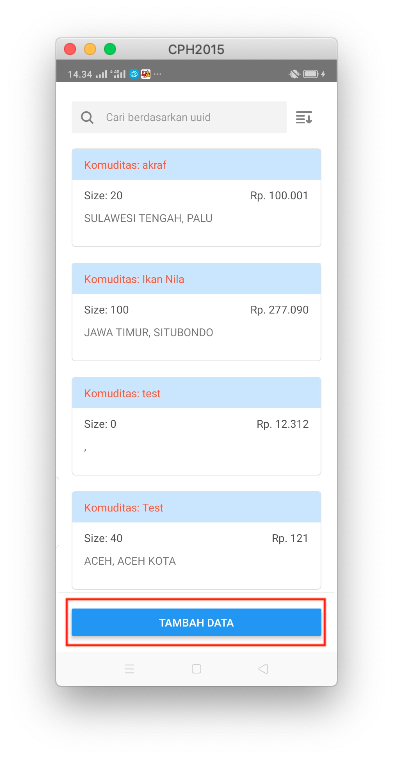 CPH2015
14.34
Cari berdasarkan uuid
Komuditas: akraf
Size: 20 Rp. 100.001
SULAWESI TENGAH, PALU
Komuditas: Ikan Nila
Size: 100 Rp. 277.090
JAWA TIMUR, SITUBONDO
Komuditas: test
Size: 0 Rp. 12.312
,
Komuditas: Test
Size: 40 Rp. 121
ACEH, ACEH KOTA
TAMBAH DATA